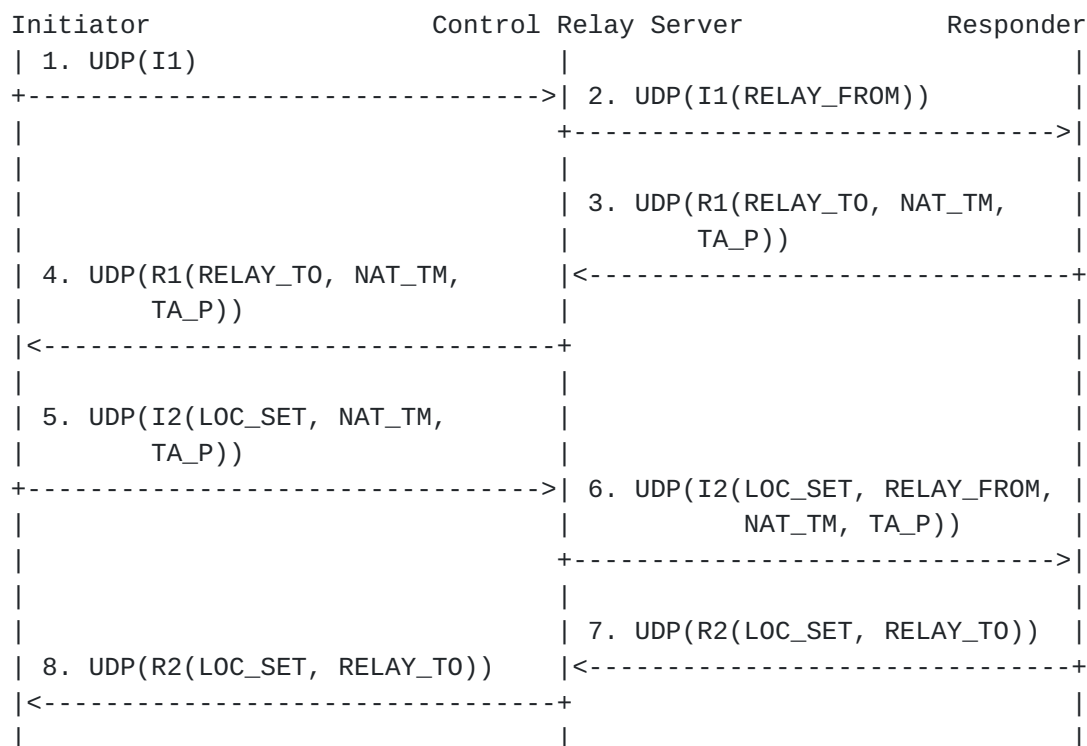 Initiator Control Relay Server Responder
1. UDP(I1)
2. UDP(I1(RELAY_FROM))
3. UDP(R1(RELAY_TO, NAT_TM,
TA_P))
4. UDP(R1(RELAY_TO, NAT_TM,
TA_P))
5. UDP(I2(LOC_SET, NAT_TM,
TA_P))
6. UDP(I2(LOC_SET, RELAY_FROM,
NAT_TM, TA_P))
7. UDP(R2(LOC_SET, RELAY_TO))
8. UDP(R2(LOC_SET, RELAY_TO))